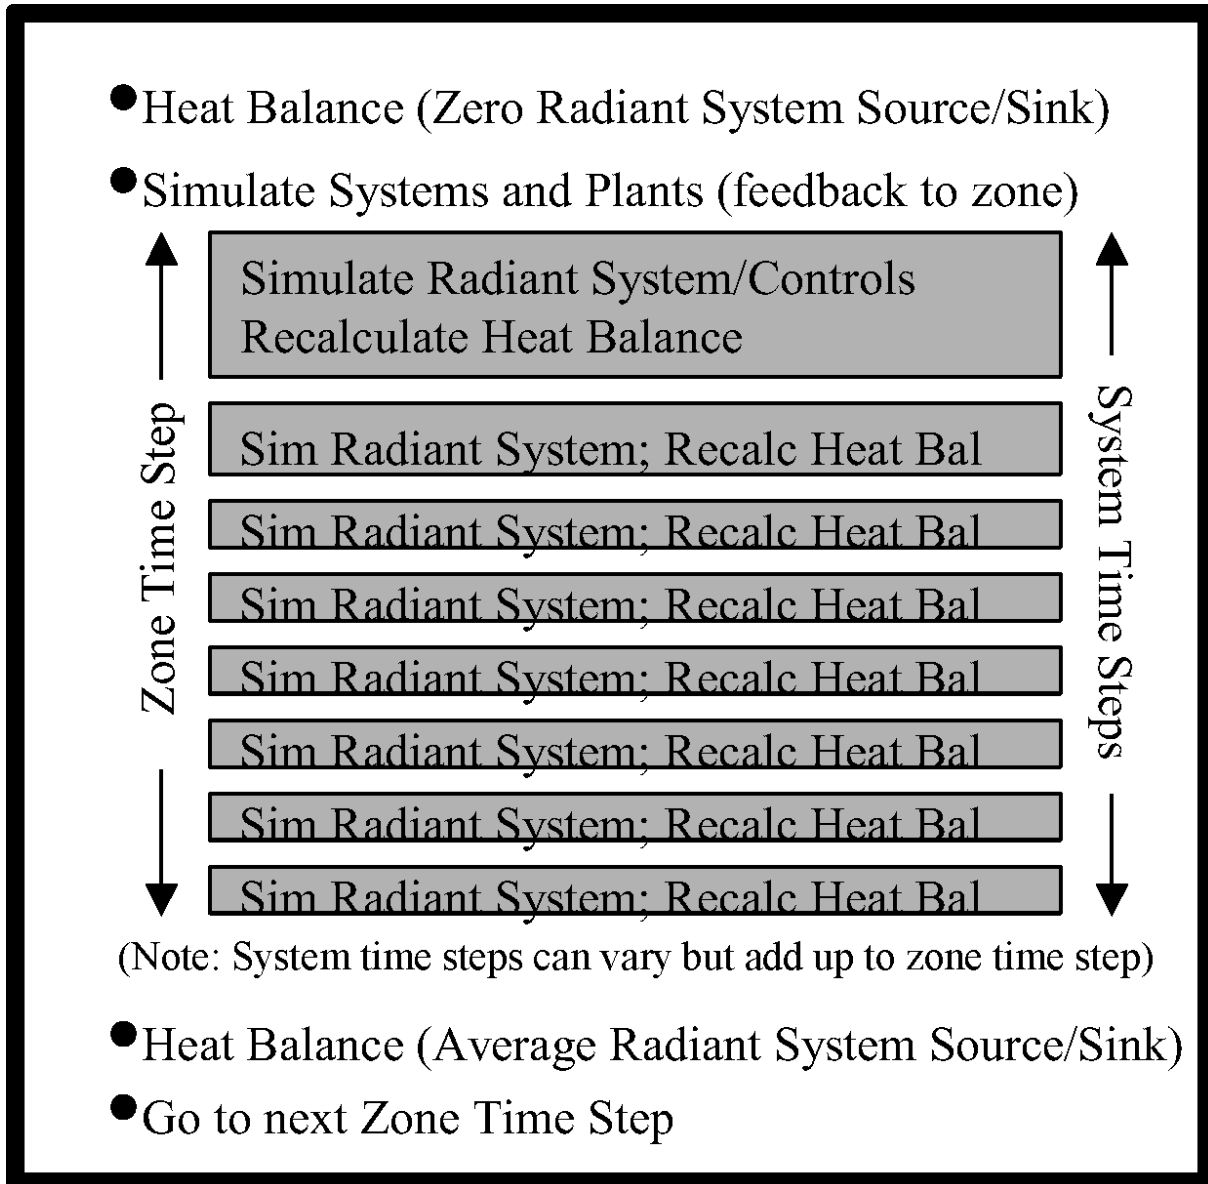 ●Heat Balance (Zero Radiant System Source/Sink)
●Simulate Systems and Plants (feedback to zone)
Simulate Radiant System/Controls
Recalculate Heat Balance
Sim Radiant System; Recalc Heat Bal
Sim Radiant System; Recalc Heat Bal
Sim Radiant System; Recalc Heat Bal
Sim Radiant System; Recalc Heat Bal
Sim Radiant System; Recalc Heat Bal
Sim Radiant System; Recalc Heat Bal
Sim Radiant System; Recalc Heat Bal
Zone Time Step
System Time Steps
(Note: System time steps can vary but add up to zone time step)
●Heat Balance (Average Radiant System Source/Sink)
●Go to next Zone Time Step